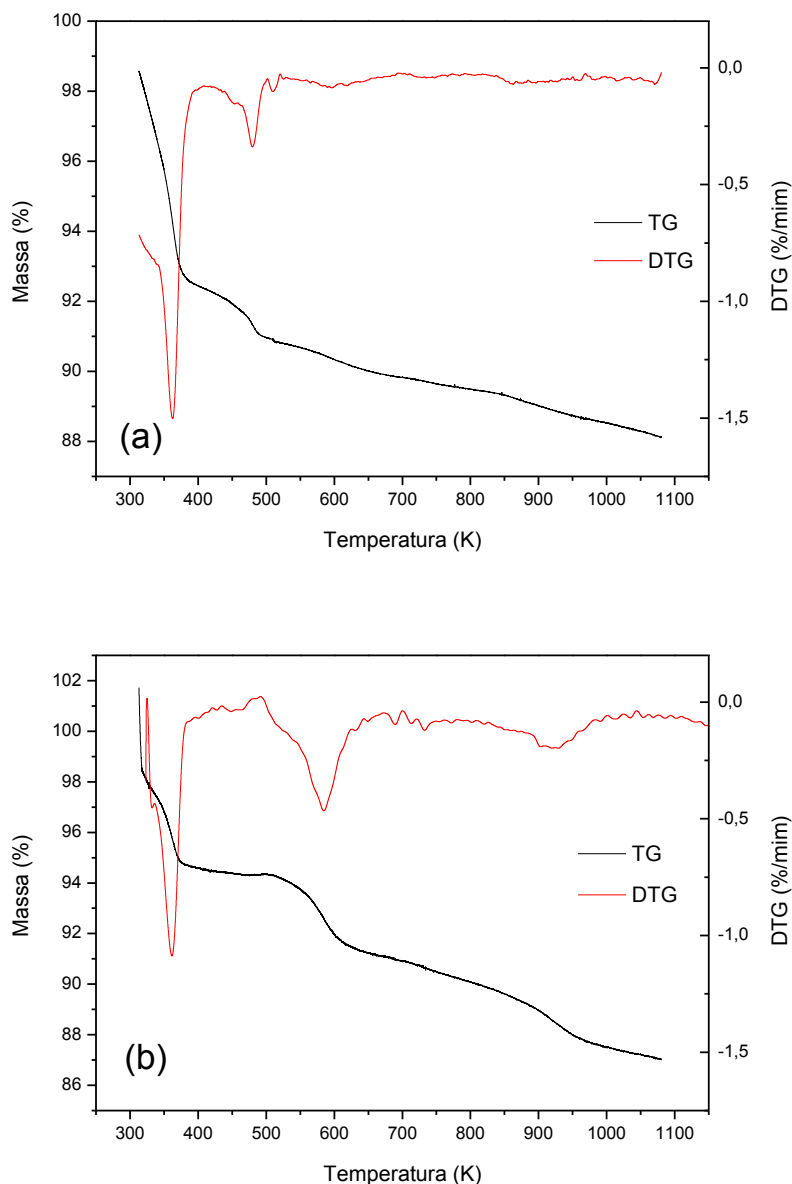 100
98
96
94
92
90
88
Massa (%)
0,0
-0,5
-1,0
-1,5
DTG (%/mim)
TG
DTG
(a)
300 400 500 600 700 800 900 1000 1100
Temperatura (K)
102
100
98
96
94
92
90
88
86
Massa (%)
0,0
-0,5
-1,0
-1,5
DTG (%/mim)
TG
DTG
(b)
300 400 500 600 700 800 900 1000 1100
Temperatura (K)